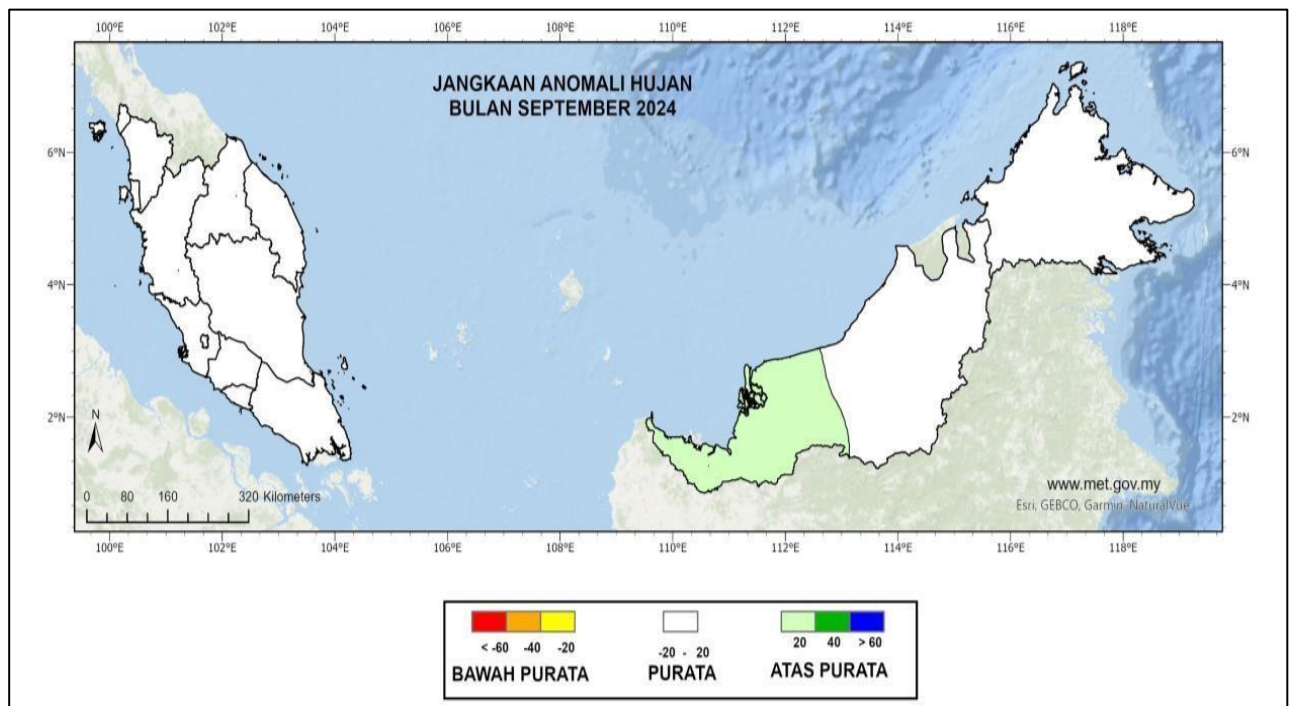 100°E 102°E 104°E 106°E 108°E 110°E 112°E 114°E 116°E 118°E
JANGKAAN ANOMALI HUJAN
BULAN SEPTEMBER 2024
6°N 6°N
4°N 4°N
2°N 2°N
N
0 80 160 320 Kilometers
www.met.gov.my
Esri, GEBCO, Garmin, NaturalVue
100°E 102°E 104°E 106°E 108°E 110°E 112°E 114°E 116°E 118°E
< -60 -40 -20 -20 - 20 20 40 > 60
BAWAH PURATA PURATA ATAS PURATA